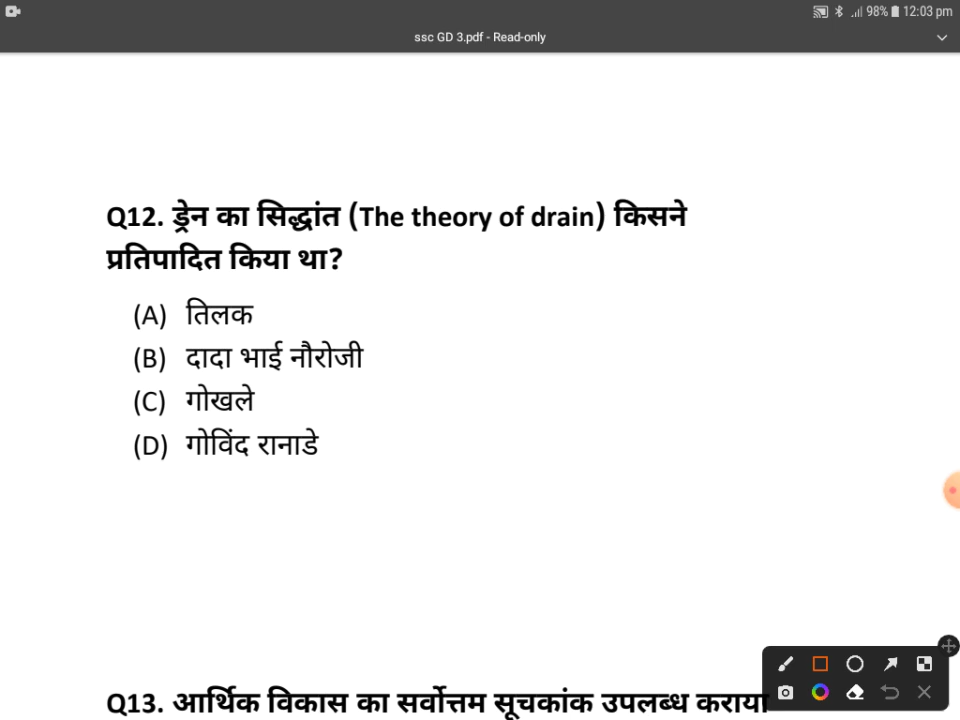 98% 12:03 pm
ssc GD 3.pdf - Read-only
Q12. ड्रेन का सिद्धांत (The theory of drain) किसने
प्रतिपादित किया था?
(A) तिलक
(B) दादा भाई नौरोजी
(C) गोखले
(D) गोविंद रानाडे
Q13. आर्थिक विकास का सर्वोत्तम सूचकांक उपलब्ध कराया